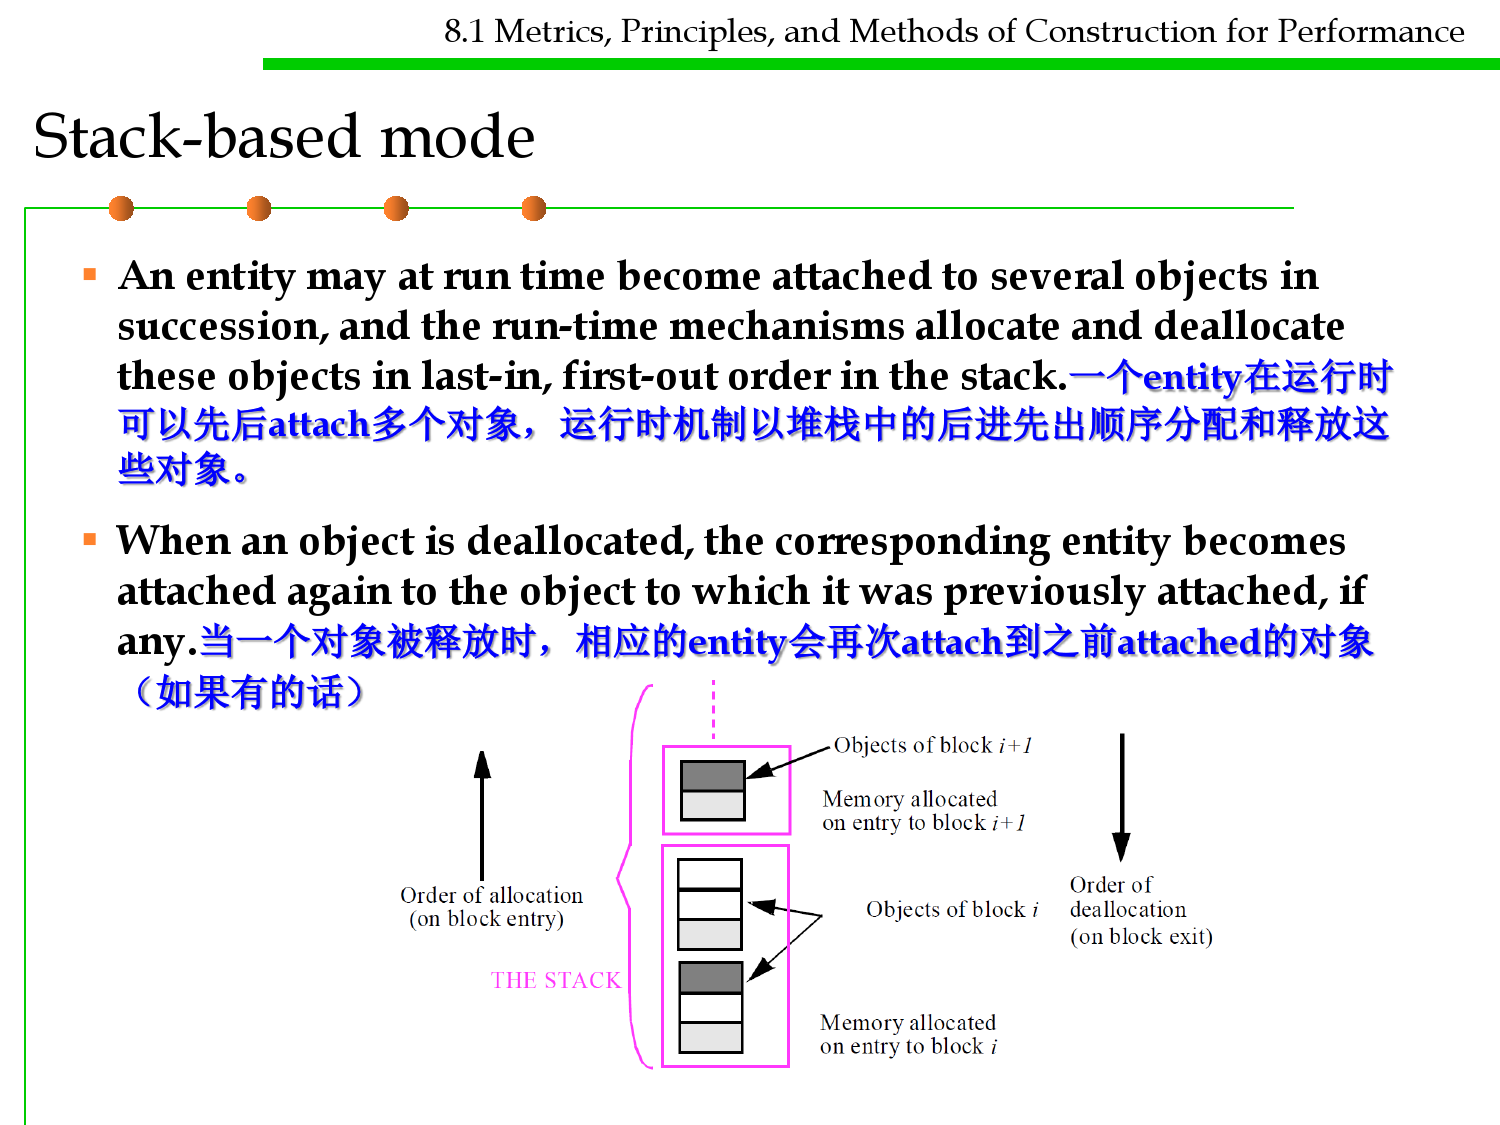 8.1 Metrics, Principles, and Methods of Construction for Performance
Stack-based mode
An entity may at run time become attached to several objects in
succession, and the run-time mechanisms allocate and deallocate
these objects in last-in, first-out order in the stack.一个entity在运行时
可以先后attach多个对象，运行时机制以堆栈中的后进先出顺序分配和释放这
些对象。
When an object is deallocated, the corresponding entity becomes
attached again to the object to which it was previously attached, if
any.当一个对象被释放时，相应的entity会再次attach到之前attached的对象
（如果有的话）
Objects of block i+1
Memory allocated
on entry to block i+1
Order of allocation
(on block entry)
Objects of block i
Order of
deallocation
(on block exit)
THE STACK
Memory allocated
on entry to block i